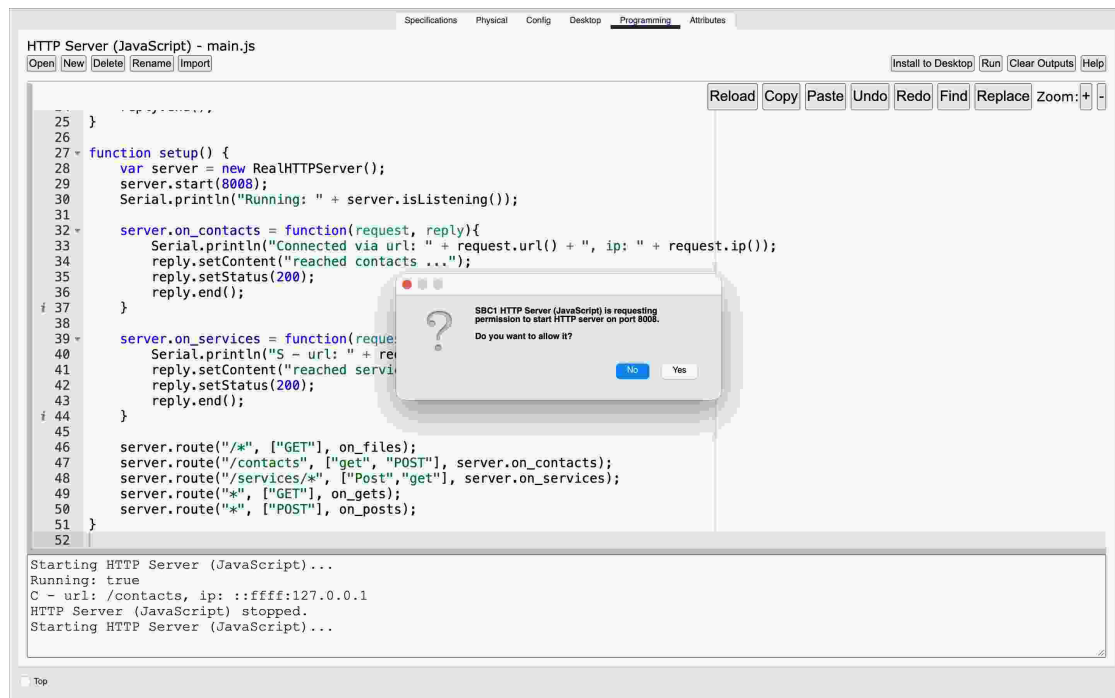 Specifications Physical Config Desktop Programming Attributes
HTTP Server (JavaScript) - main.js
Open New Delete Rename Import Install to Desktop Run Clear Outputs Help
Reload Copy Paste Undo Redo Find Replace Zoom: + -
25 }
26
27 function setup() {
28 var server = new RealHTTPServer();
29 server.start(8008);
30 Serial.println("Running: " + server.isListening());
31
32 server.on_contacts = function(request, reply){
33 Serial.println("Connected via url: " + request.url() + ", ip: " + request.ip());
34 reply.setContent("reached contacts ...");
35 reply.setStatus(200);
36 reply.end();
i 37 }
38
39 server.on_services = function(reque
40 Serial.println("S - url: " + re
41 reply.setContent("reached servi
42 reply.setStatus(200);
43 reply.end();
i 44 }
45
46 server.route("/*", ["GET"], on_files);
47 server.route("/contacts", ["get", "POST"], server.on_contacts);
48 server.route("/services/*", ["Post","get"], server.on_services);
49 server.route("*", ["GET"], on_gets);
50 server.route("*", ["POST"], on_posts);
51 }
52
SBC1 HTTP Server (JavaScript) is requesting
permission to start HTTP server on port 8008.
Do you want to allow it?
No Yes
Starting HTTP Server (JavaScript)...
Running: true
C - url: /contacts, ip: ::ffff:127.0.0.1
HTTP Server (JavaScript) stopped.
Starting HTTP Server (JavaScript)...
Top